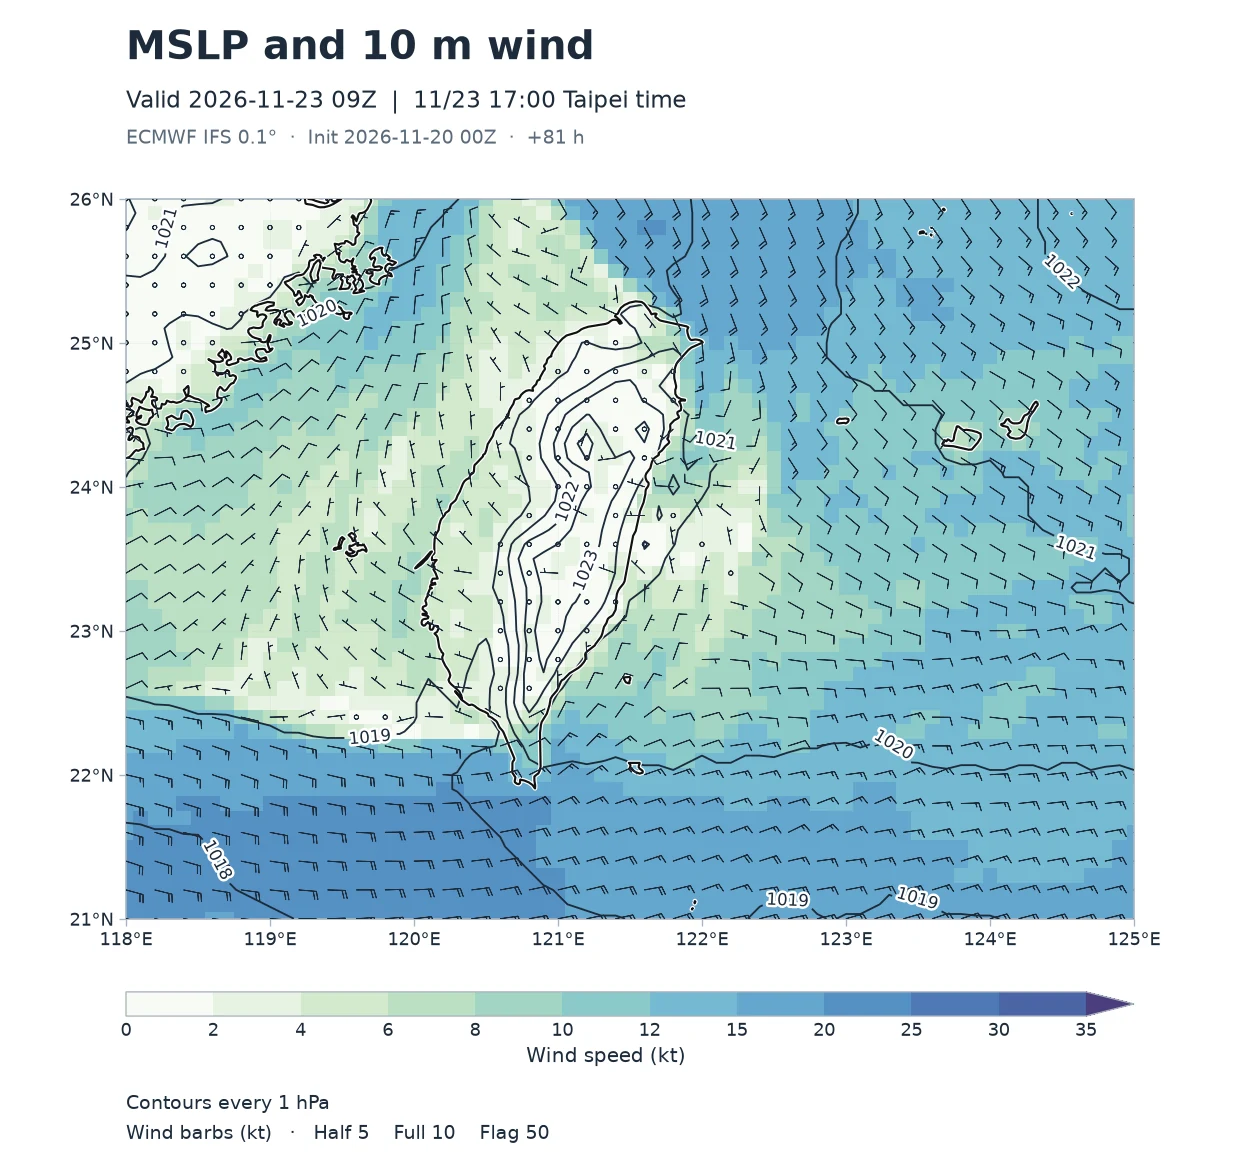 MSLP and 10 m wind
Valid 2026-11-23 09Z | 11/23 17:00 Taipei time
ECMWF IFS 0.1° · Init 2026-11-20 00Z · +81 h
26°N
25°N
24°N
23°N
22°N
21°N
1021
1020
1022
1021
1022
1023
1021
1019
1020
1018
1019
1019
118°E 119°E 120°E 121°E 122°E 123°E 124°E 125°E
0 2 4 6 8 10 12 15 20 25 30 35
Wind speed (kt)
Contours every 1 hPa
Wind barbs (kt) · Half 5 Full 10 Flag 50